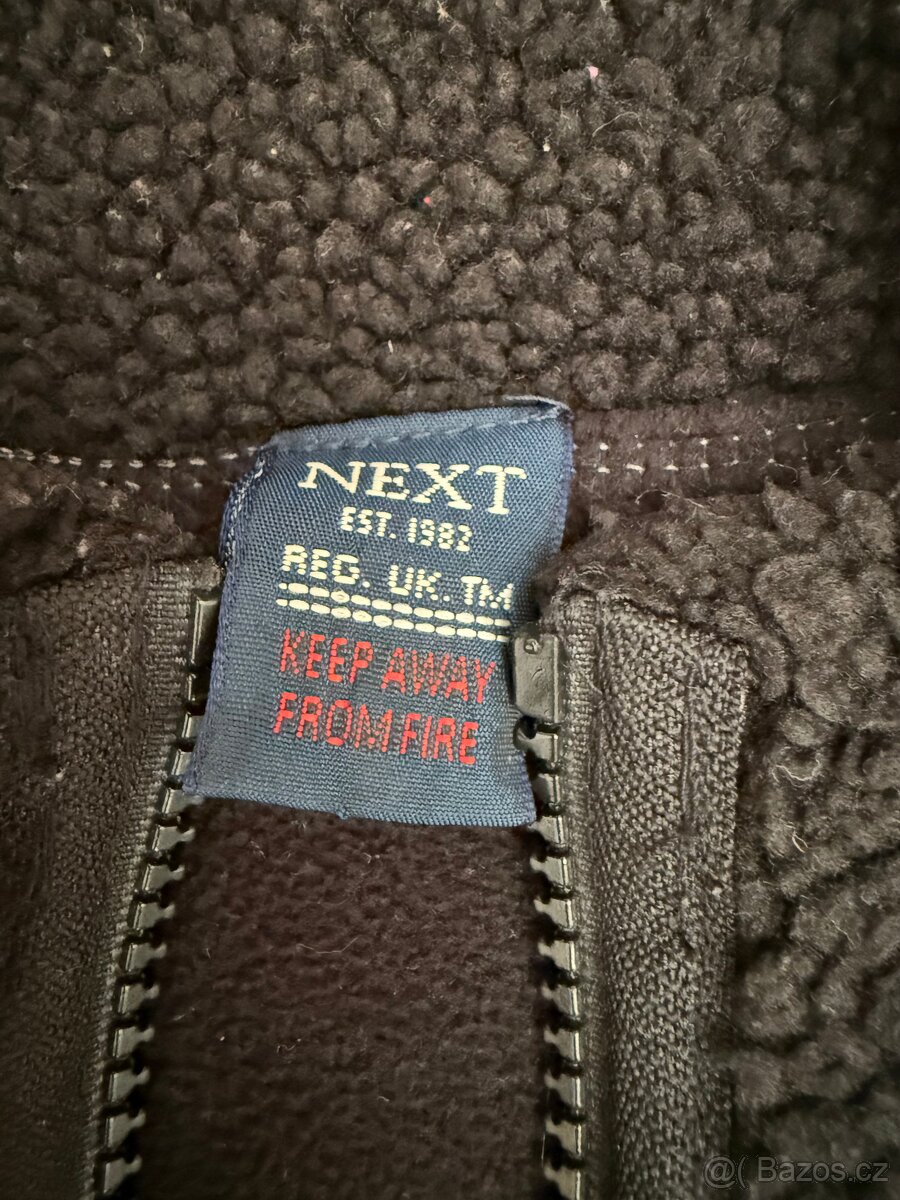 NEXT
EST. 1982
REG. UK. TM
KEEP AWAY
FROM FIRE
@( Bazos.cz